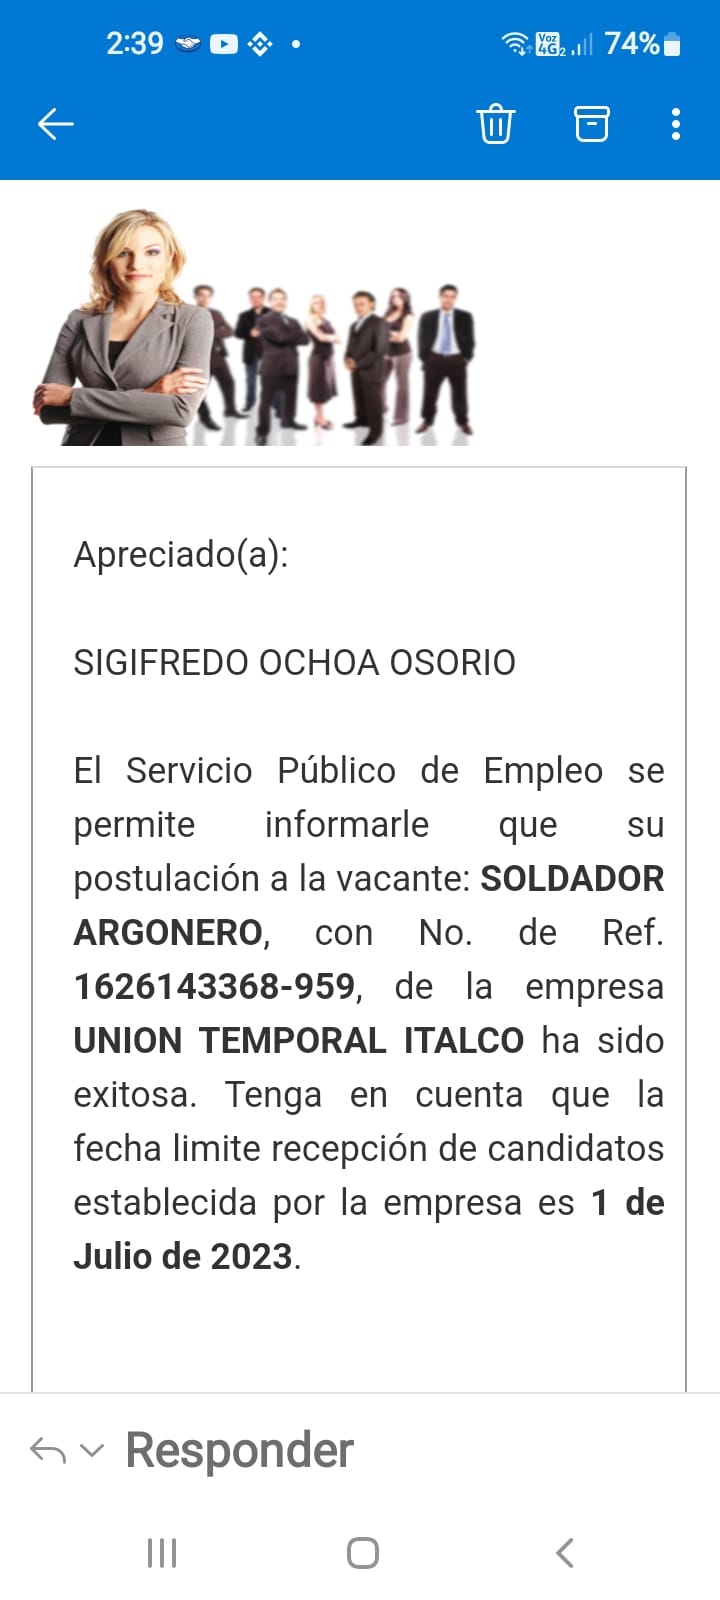 2:39
Voz
4G 2
74%
Apreciado(a):
SIGIFREDO OCHOA OSORIO
El Servicio Público de Empleo se
permite informarle que su
postulación a la vacante: SOLDADOR
ARGONERO, con No. de Ref.
1626143368-959, de la empresa
UNION TEMPORAL ITALCO ha sido
exitosa. Tenga en cuenta que la
fecha limite recepción de candidatos
establecida por la empresa es 1 de
Julio de 2023.
Responder